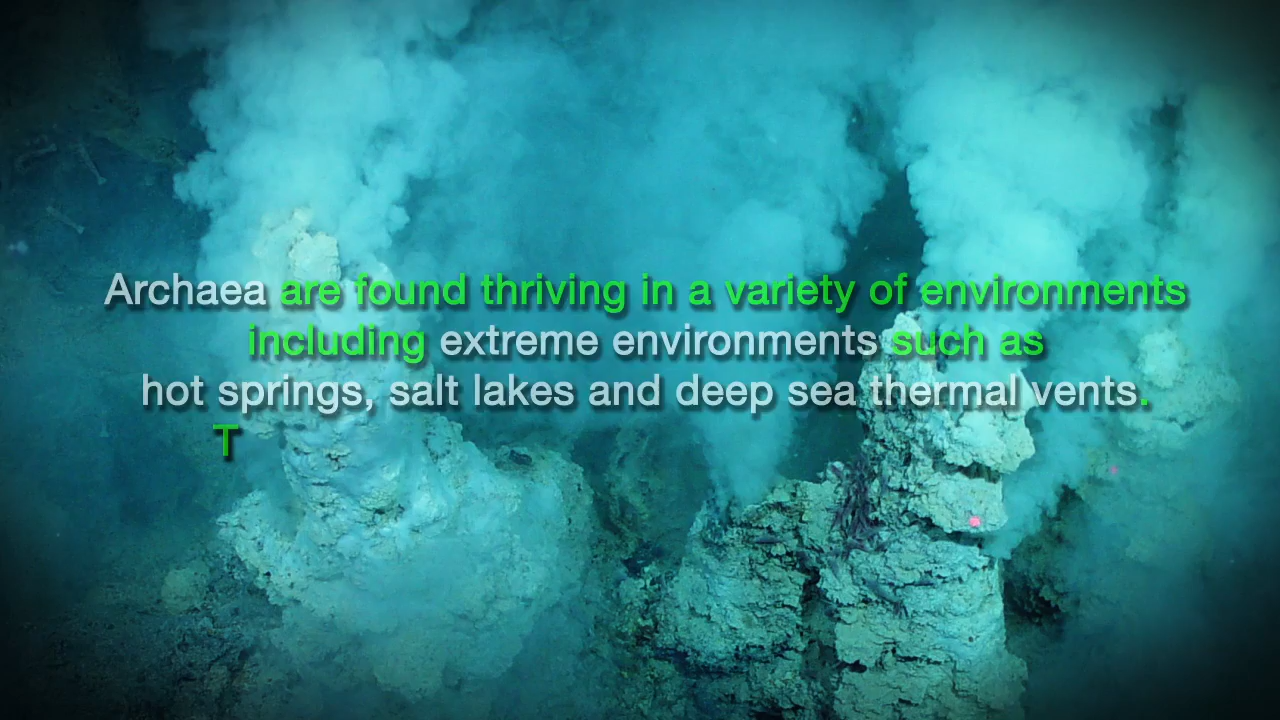 Archaea are found thriving in a variety of environments
including extreme environments such as
hot springs, salt lakes and deep sea thermal vents.
T